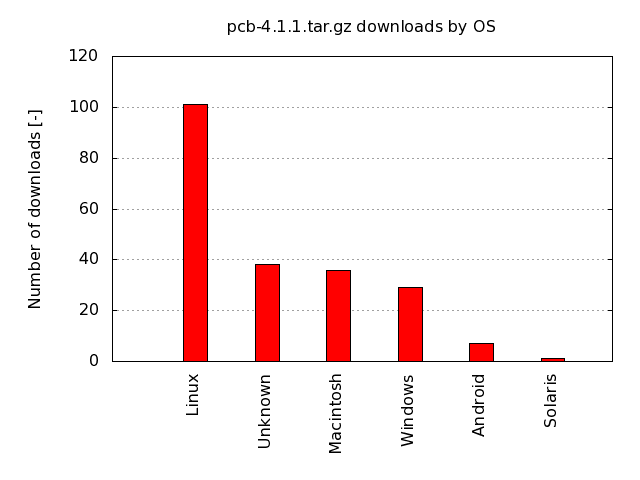 pcb-4.1.1.tar.gz downloads by OS
120
100
80
60
40
20
0
Number of downloads [-]
Linux
Unknown
Macintosh
Windows
Android
Solaris